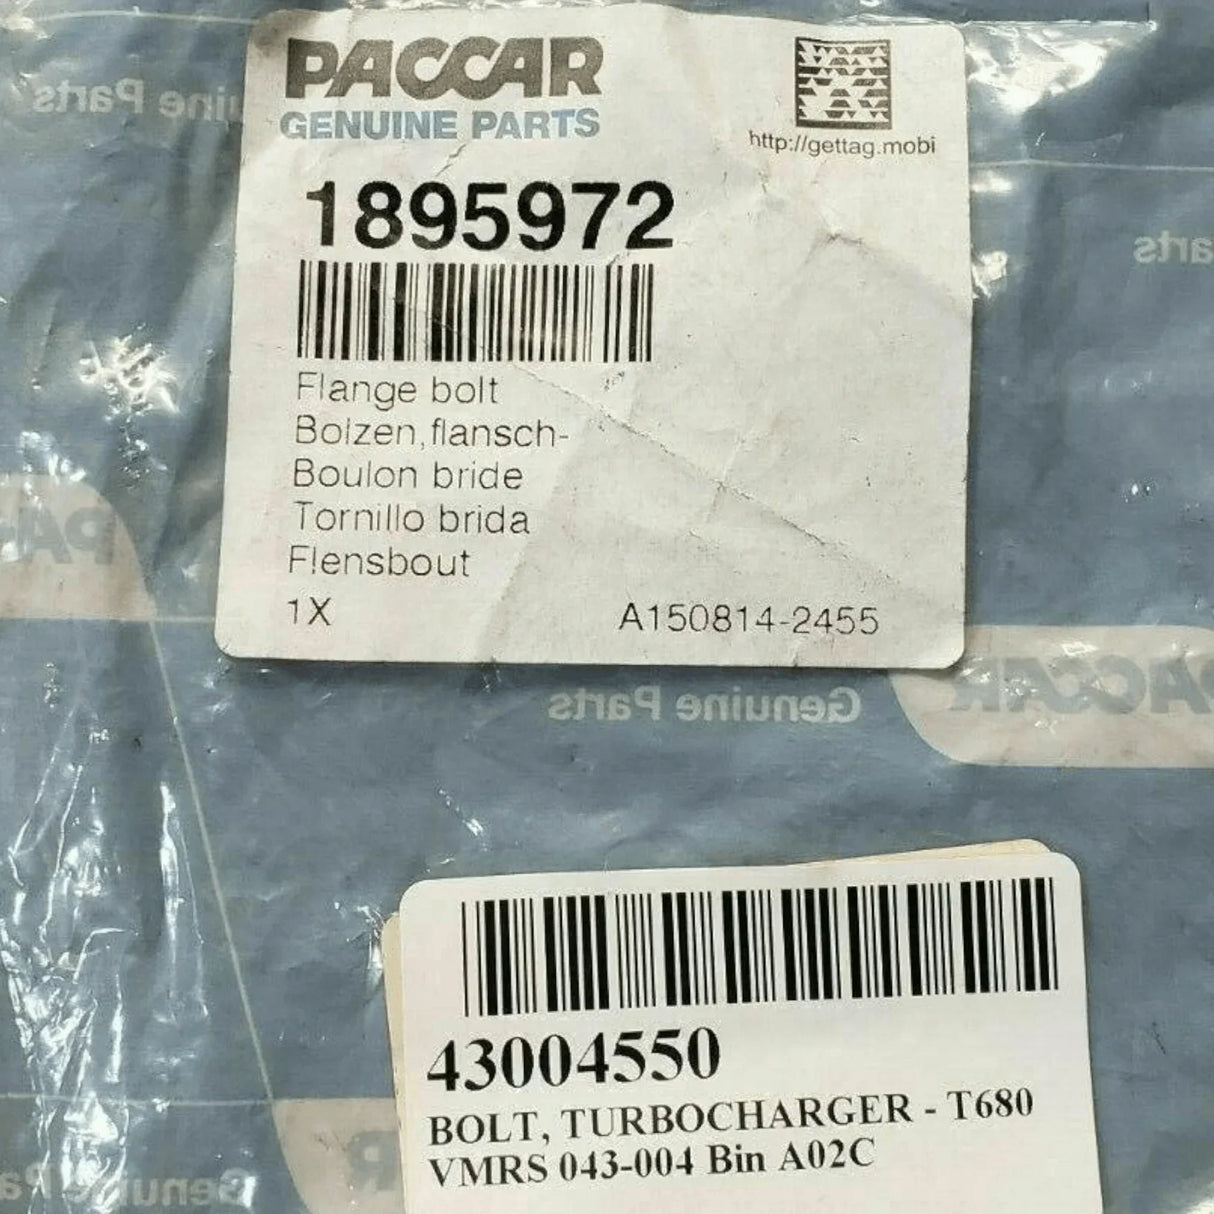 PACCAR
GENUINE PARTS
http://gettag.mobi
1895972
Flange bolt
Bolzen,flansch-
Boulon bride
Tornillo brida
Flensbout
1X
A150814-2455
Genuine Parts
PACCAR
43004550
BOLT, TURBOCHARGER - T680
VMRS 043-004 Bin A02C